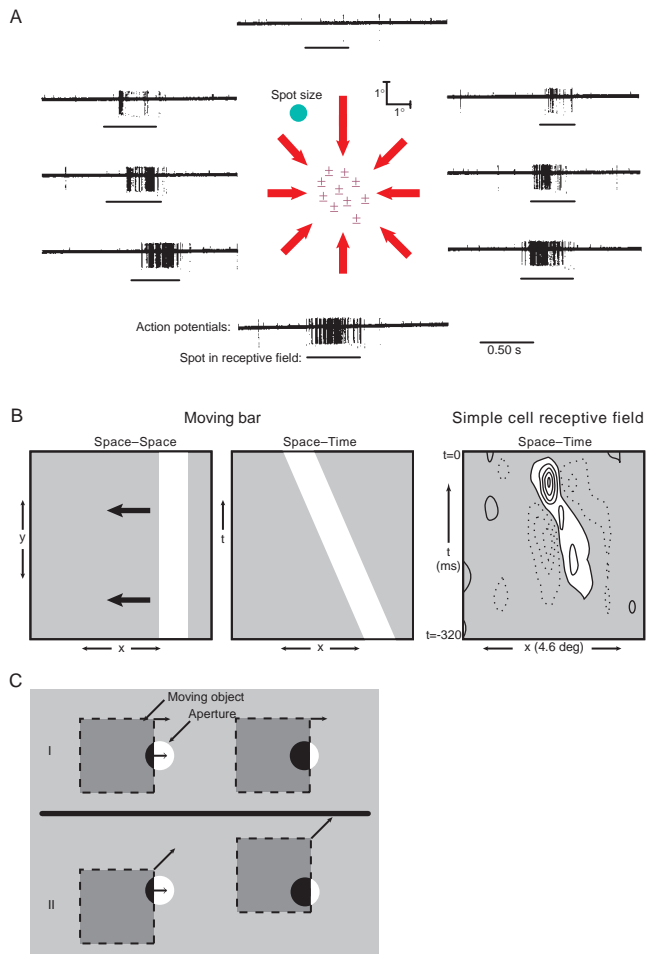 A
Spot size
1°
1°
± ± ± ± ± ± ± ± ± ±
Action potentials:
Spot in receptive field:
0.50 s
B
Moving bar
Simple cell receptive field
Space–Space
Space–Time
Space–Time
t=0
y
t
t
(ms)
t=-320
x
x
x (4.6 deg)
C
Moving object
Aperture
I
II